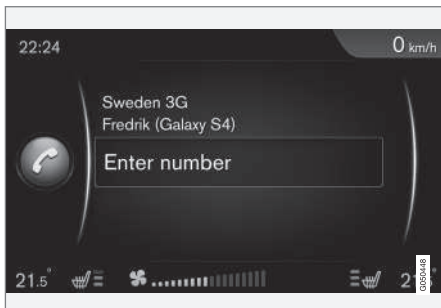 22:24
0 km/h
Sweden 3G
Fredrik (Galaxy S4)
Enter number
21.5°
G050448